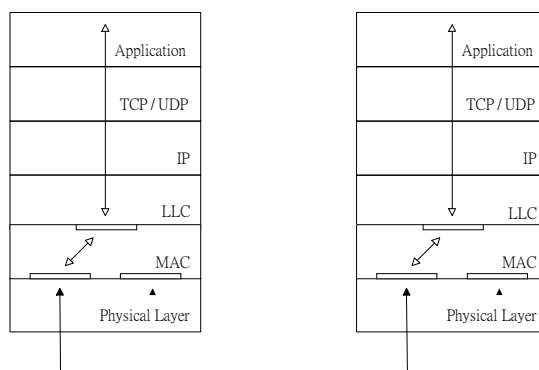 Application
TCP / UDP
IP
LLC
MAC
Physical Layer
Application
TCP / UDP
IP
LLC
MAC
Physical Layer